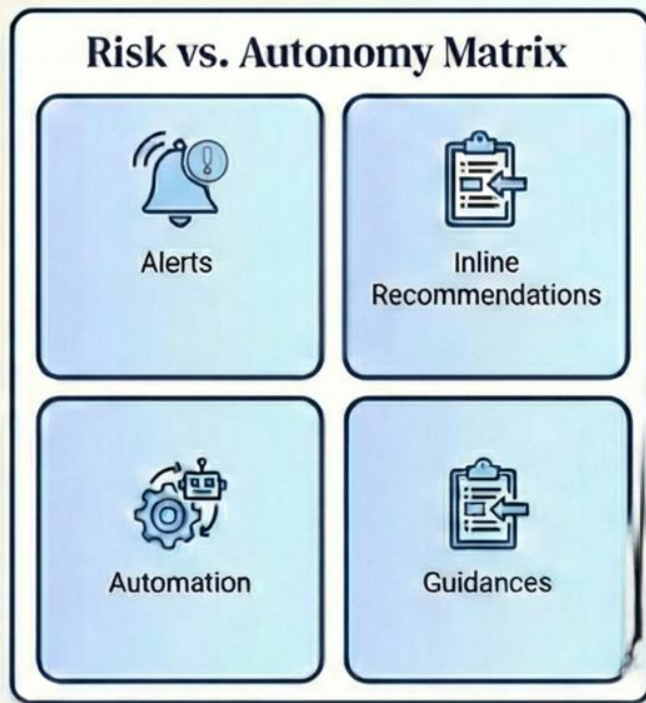 Risk vs. Autonomy Matrix
Alerts
Inline
Recommendations
Automation
Guidances